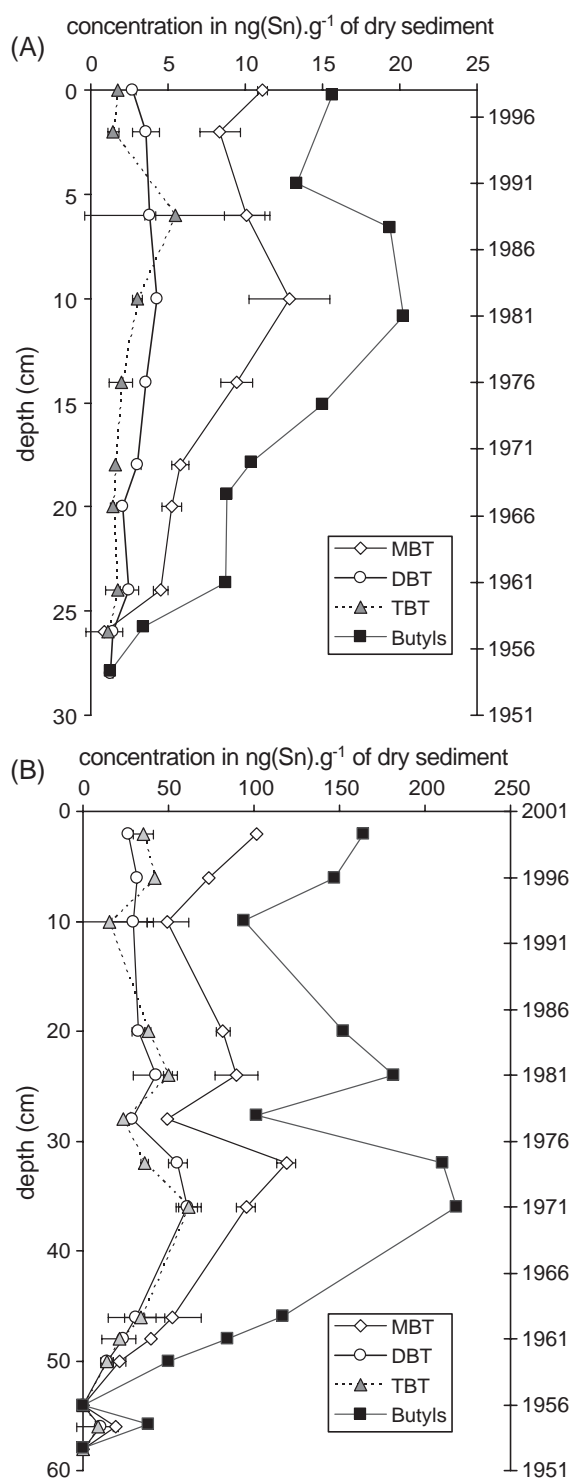 concentration in ng(Sn).g⁻¹ of dry sediment
(A)
0 5 10 15 20 25
0
5
10
15
20
25
30
depth (cm)
1996
1991
1986
1981
1976
1971
1966
1961
1956
1951
MBT
DBT
TBT
Butyls
concentration in ng(Sn).g⁻¹ of dry sediment
(B)
0 50 100 150 200 250
0
10
20
30
40
50
60
depth (cm)
2001
1996
1991
1986
1981
1976
1971
1966
1961
1956
1951
MBT
DBT
TBT
Butyls